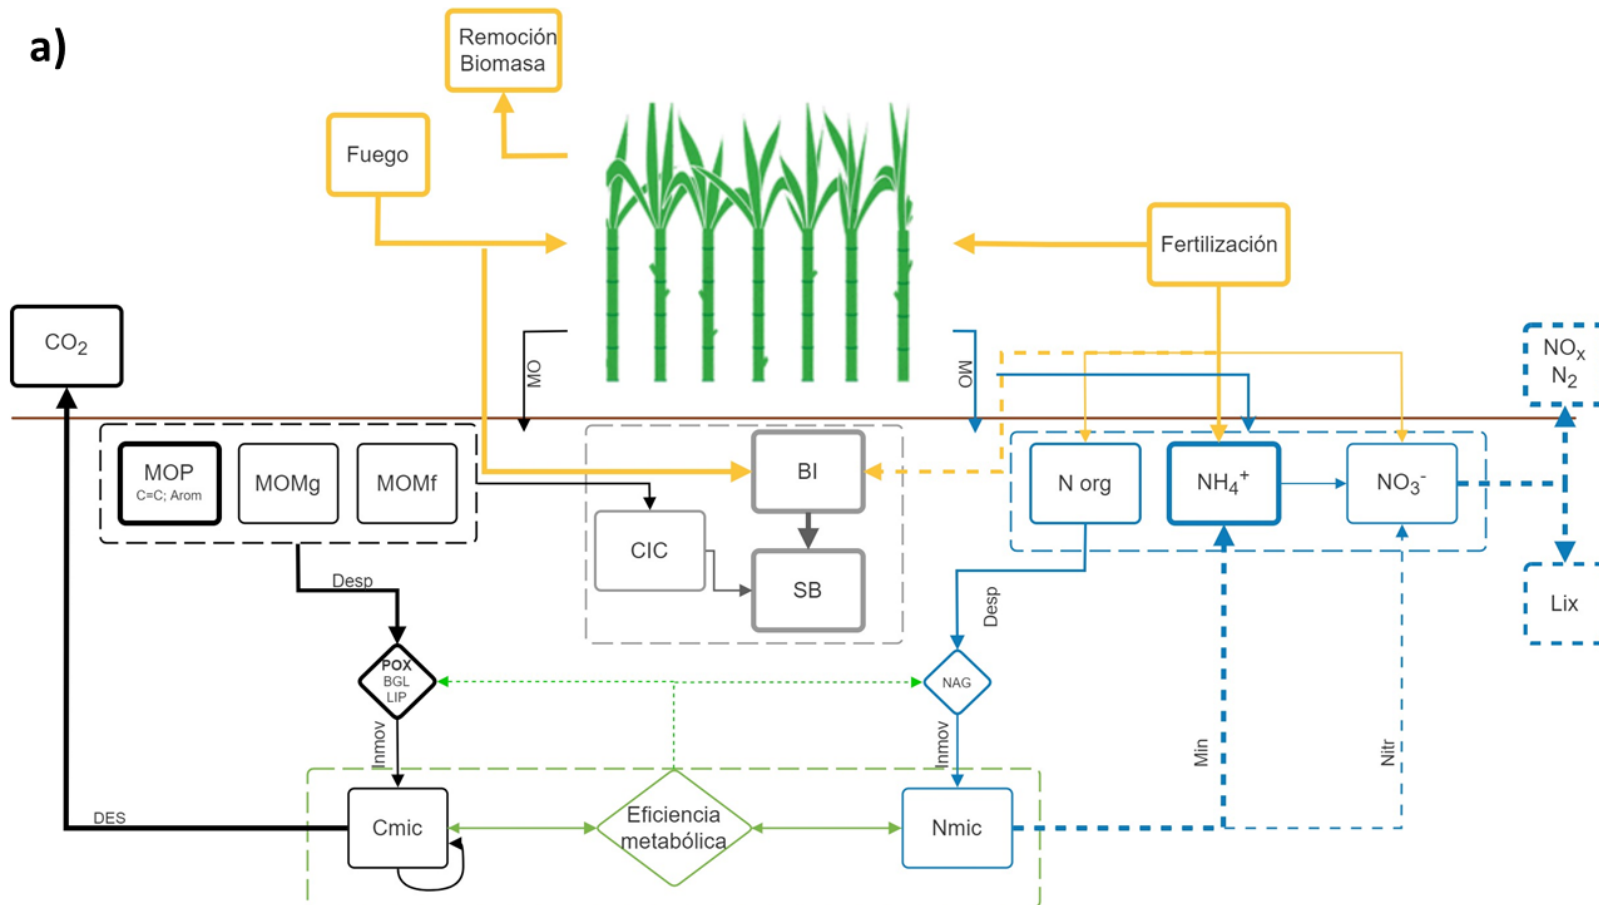 a)
Remoción
Biomasa
Fuego
Fertilización
CO₂
MO
MO
NOₓ
N₂
MOP
C=C; Arom
MOMg
MOMf
BI
CIC
SB
N org
NH₄⁺
NO₃⁻
Lix
Desp
Desp
POX
BGL
LIP
NAG
Inmov
Inmov
Min
Nitr
DES
Cmic
Eficiencia
metabólica
Nmic